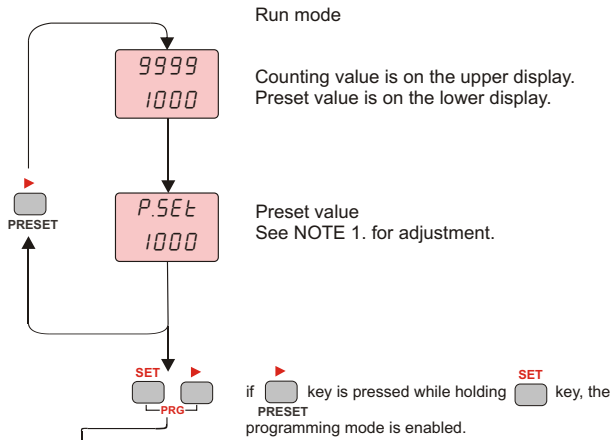 Run mode
9999
1000
Counting value is on the upper display.
Preset value is on the lower display.
PRESET
P.SEt
1000
Preset value
See NOTE 1. for adjustment.
SET
PRG
if key is pressed while holding key, the
PRESET
SET
programming mode is enabled.